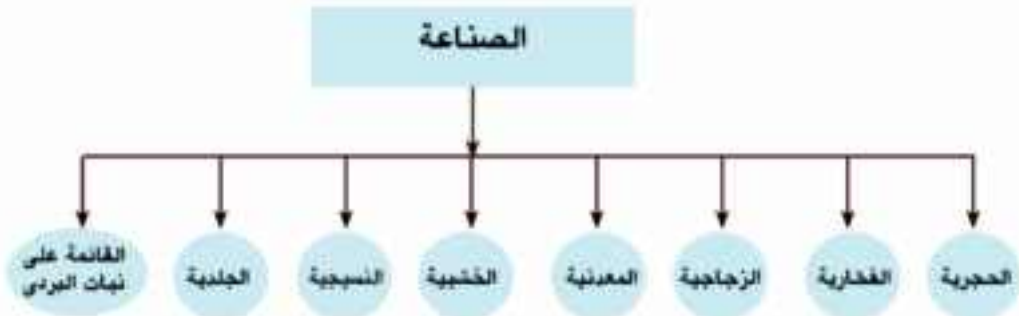 الصناعة
الحجرية
الفخارية
الزجاجية
المعدنية
الخشبية
النسيجية
الجلدية
القائمة على
نبات البردي